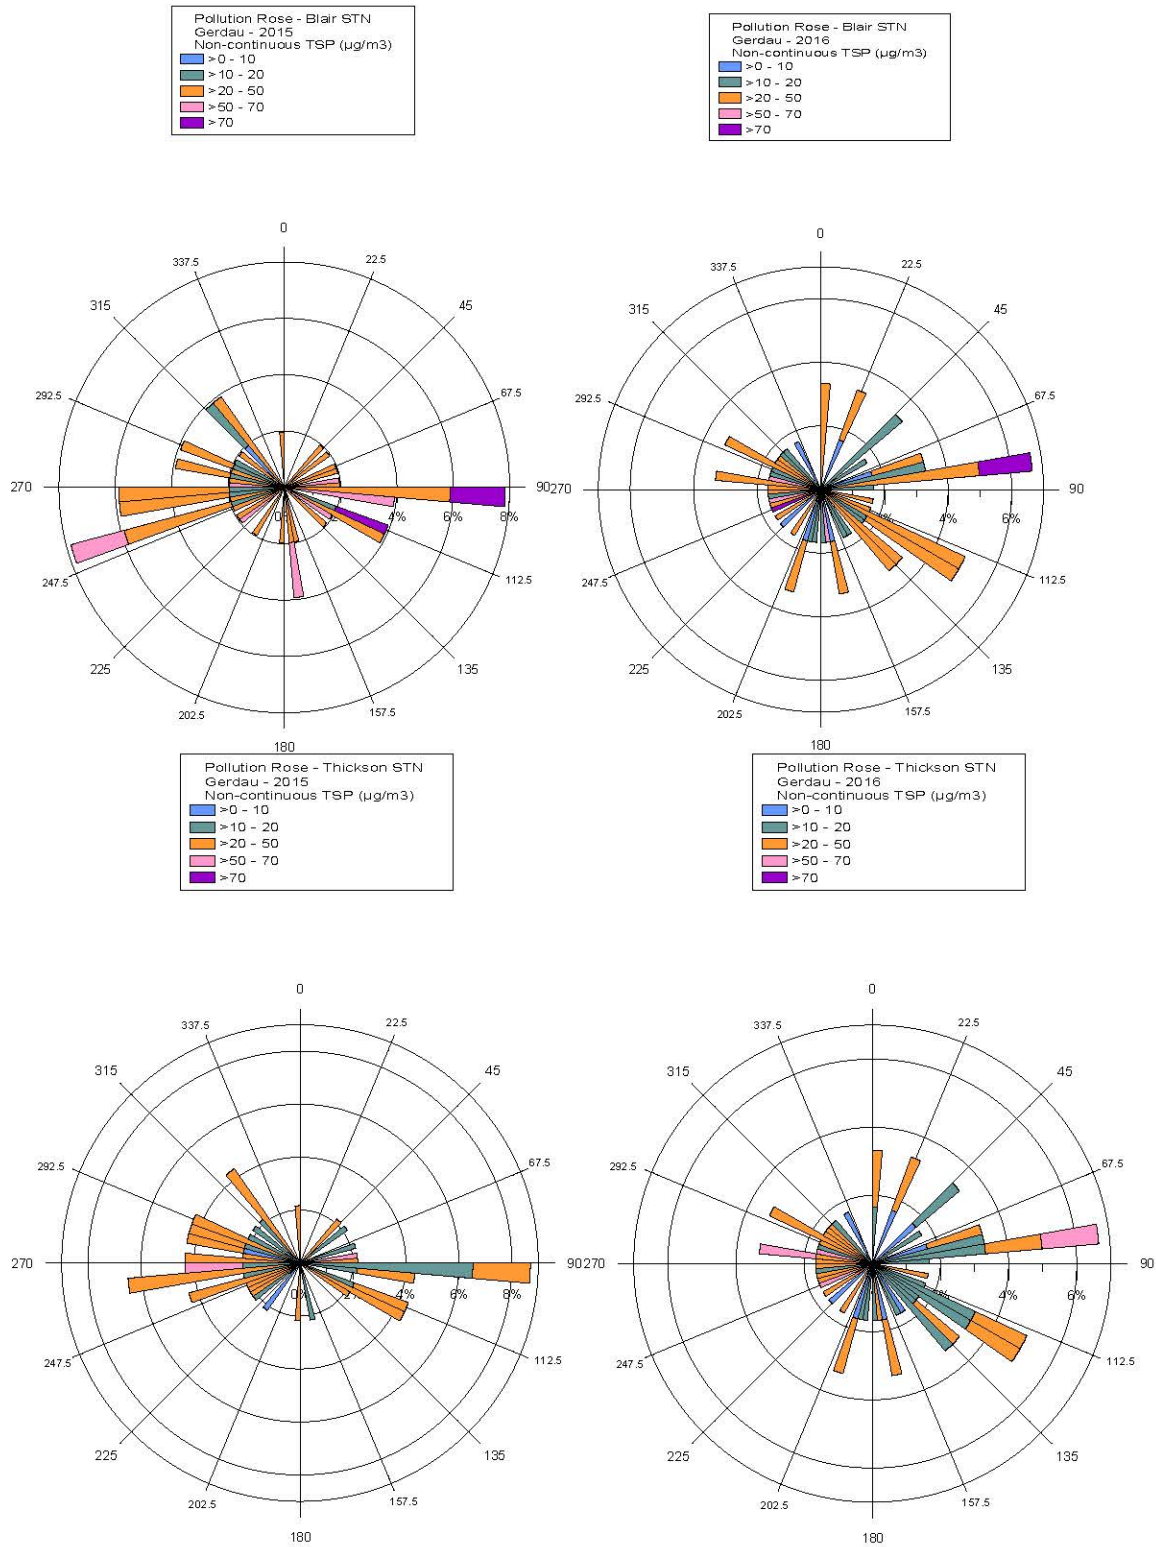 Pollution Rose - Blair STN
Gerdau - 2015
Non-continuous TSP (µg/m3)
>0 - 10
>10 - 20
>20 - 50
>50 - 70
>70
Pollution Rose - Blair STN
Gerdau - 2016
Non-continuous TSP (µg/m3)
>0 - 10
>10 - 20
>20 - 50
>50 - 70
>70
0
22.5
45
67.5
90
112.5
135
157.5
180
202.5
225
247.5
270
292.5
315
337.5
4%
6%
8%
0
22.5
45
67.5
90
112.5
135
157.5
180
202.5
225
247.5
270
292.5
315
337.5
4%
6%
Pollution Rose - Thickson STN
Gerdau - 2015
Non-continuous TSP (µg/m3)
>0 - 10
>10 - 20
>20 - 50
>50 - 70
>70
Pollution Rose - Thickson STN
Gerdau - 2016
Non-continuous TSP (µg/m3)
>0 - 10
>10 - 20
>20 - 50
>50 - 70
>70
0
22.5
45
67.5
90
112.5
135
157.5
180
202.5
225
247.5
270
292.5
315
337.5
0%
4%
6%
8%
0
22.5
45
67.5
90
112.5
135
157.5
180
202.5
225
247.5
270
292.5
315
337.5
4%
6%